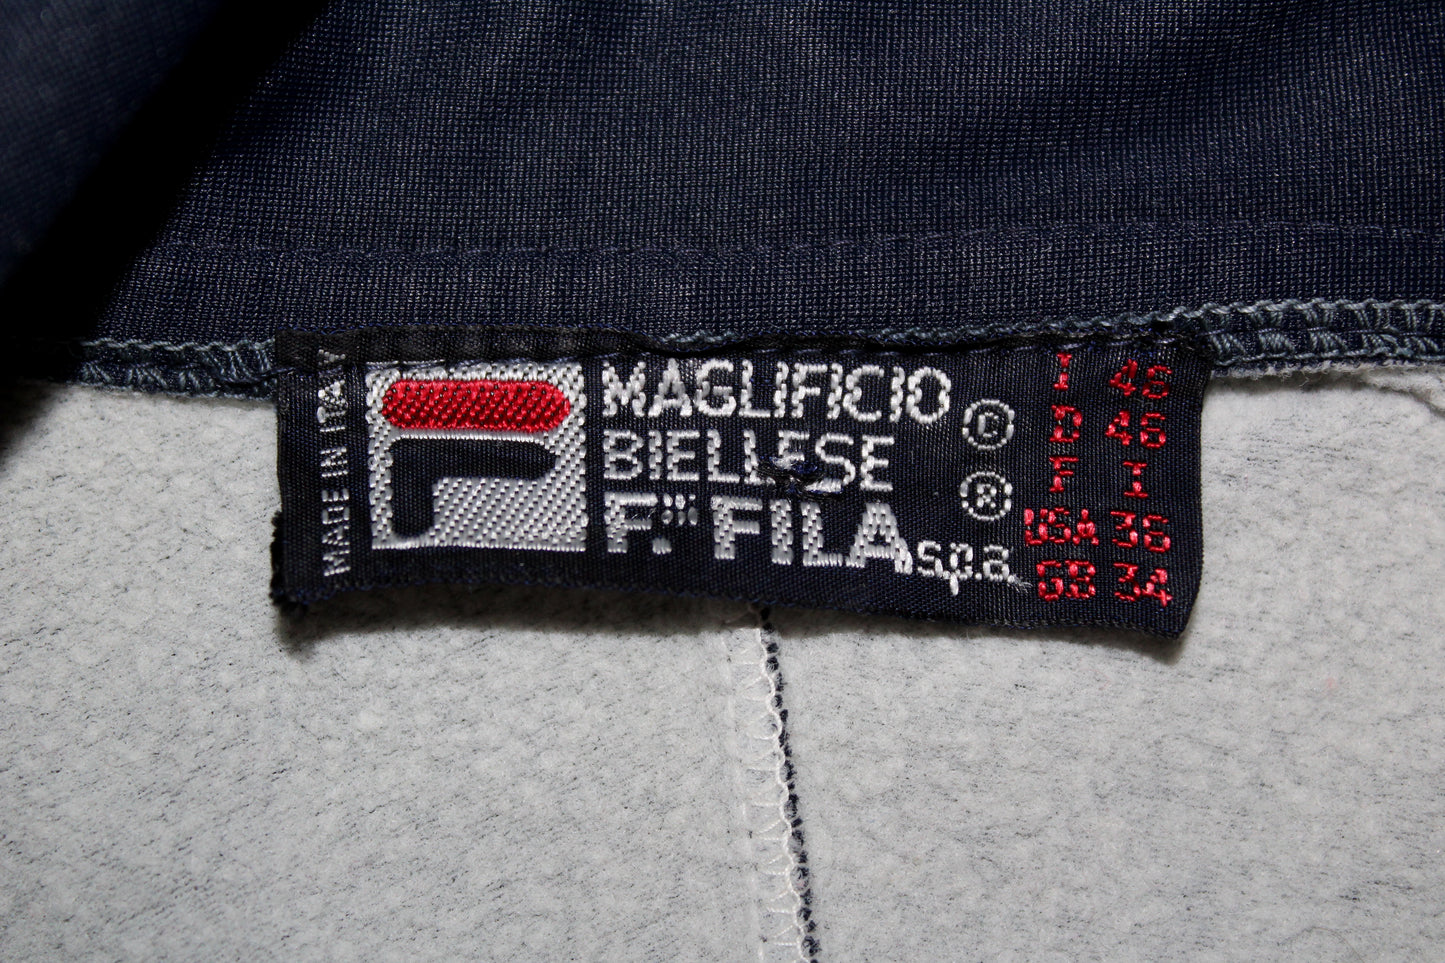 MADE IN ITALY
MAGLIFICIO
BIELLESE
F.lli FILA s.p.a.
©
®
I 46
D 46
F I
USA 36
GB 34